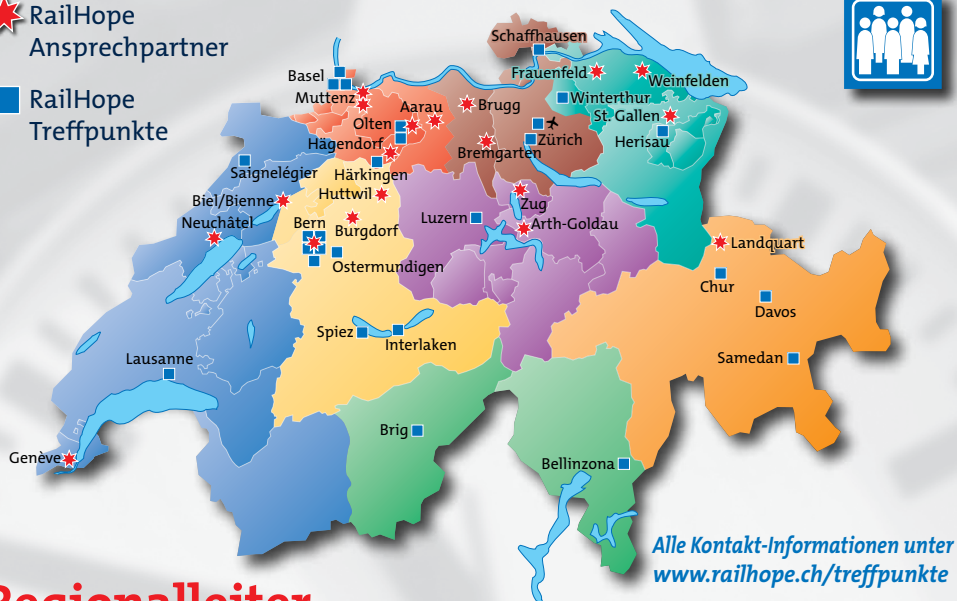 RailHope
Ansprechpartner
RailHope
Treffpunkte
Schaffhausen
Basel
Frauenfeld
Weinfelden
Muttenz
Aarau
Brugg
Winterthur
Olten
St. Gallen
Zürich
Hägendorf
Bremgarten
Herisau
Saignelégier
Härkingen
Huttwil
Biel/Bienne
Zug
Neuchâtel
Bern
Burgdorf
Luzern
Arth-Goldau
Landquart
Ostermundigen
Chur
Davos
Spiez
Interlaken
Lausanne
Samedan
Brig
Genève
Bellinzona
Alle Kontakt-Informationen unter
www.railhope.ch/treffpunkte
Regionalleiter